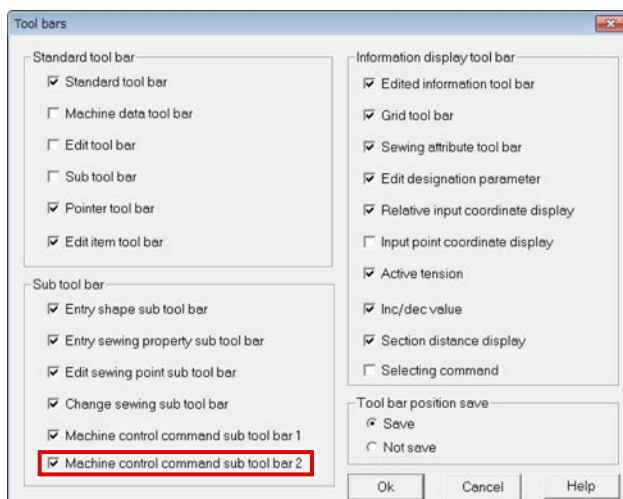 Tool bars
Standard tool bar
Standard tool bar
Machine data tool bar
Edit tool bar
Sub tool bar
Pointer tool bar
Edit item tool bar
Sub tool bar
Entry shape sub tool bar
Entry sewing property sub tool bar
Edit sewing point sub tool bar
Change sewing sub tool bar
Machine control command sub tool bar 1
Machine control command sub tool bar 2
Information display tool bar
Edited information tool bar
Grid tool bar
Sewing attribute tool bar
Edit designation parameter
Relative input coordinate display
Input point coordinate display
Active tension
Inc/dec value
Section distance display
Selecting command
Tool bar position save
Save
Not save
Ok Cancel Help